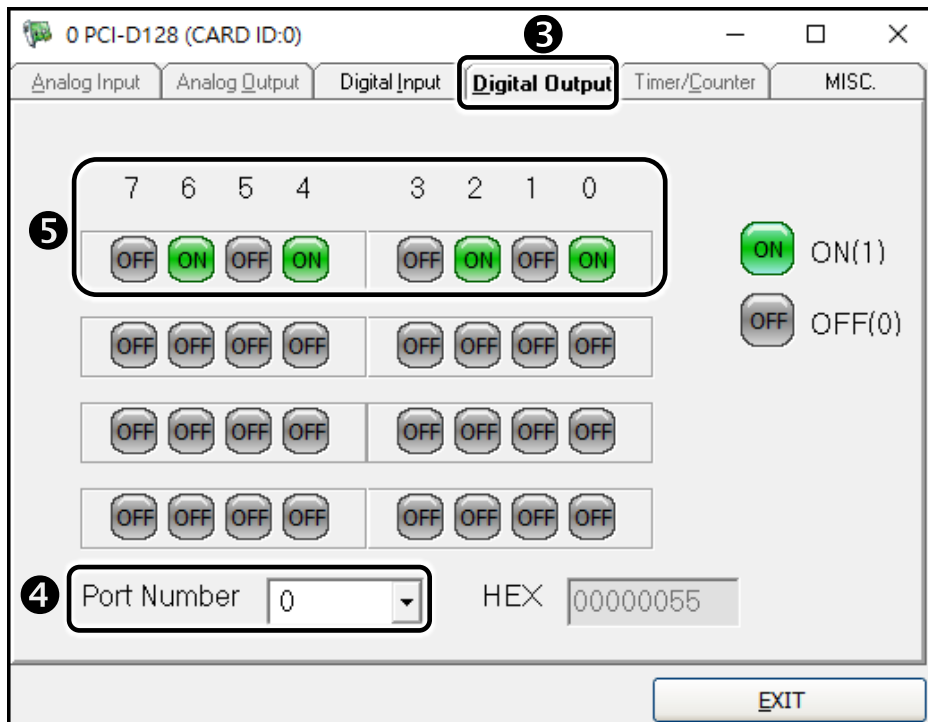 0 PCI-D128 (CARD ID:0)
3
Analog Input Analog Output Digital Input Digital Output Timer/Counter MISC.
7 6 5 4 3 2 1 0
5
OFF ON OFF ON OFF ON OFF ON
ON ON(1)
OFF OFF(0)
OFF OFF OFF OFF OFF OFF OFF OFF
OFF OFF OFF OFF OFF OFF OFF OFF
OFF OFF OFF OFF OFF OFF OFF OFF
4
Port Number 0 HEX 00000055
EXIT